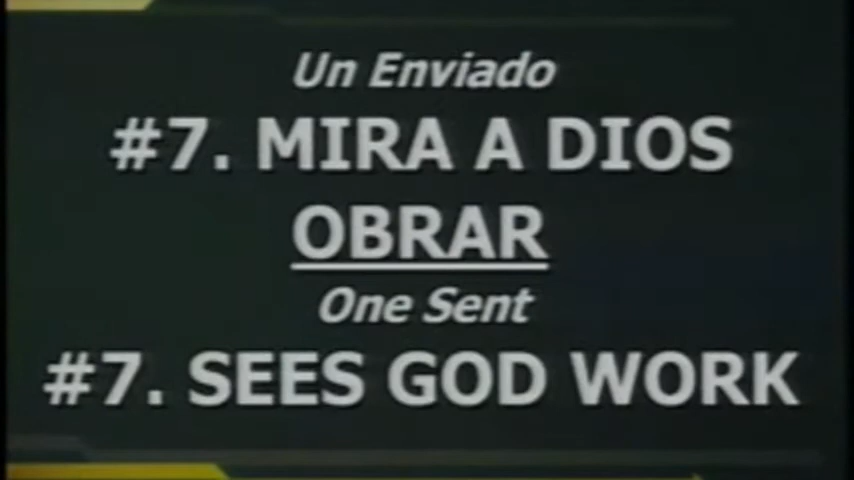 Un Enviado
#7. MIRA A DIOS
OBRAR
One Sent
#7. SEES GOD WORK